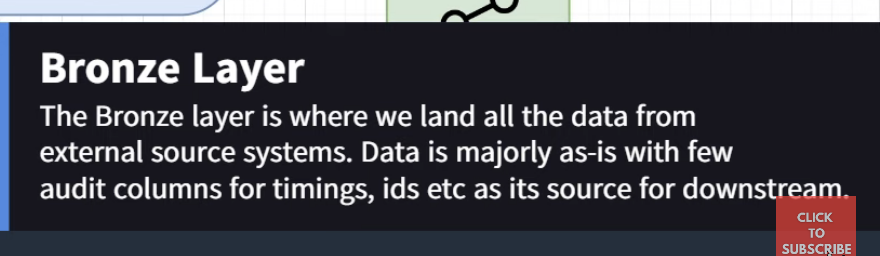 Bronze Layer
The Bronze layer is where we land all the data from
external source systems. Data is majorly as-is with few
audit columns for timings, ids etc as its source for downstream.
CLICK
TO
SUBSCRIBE